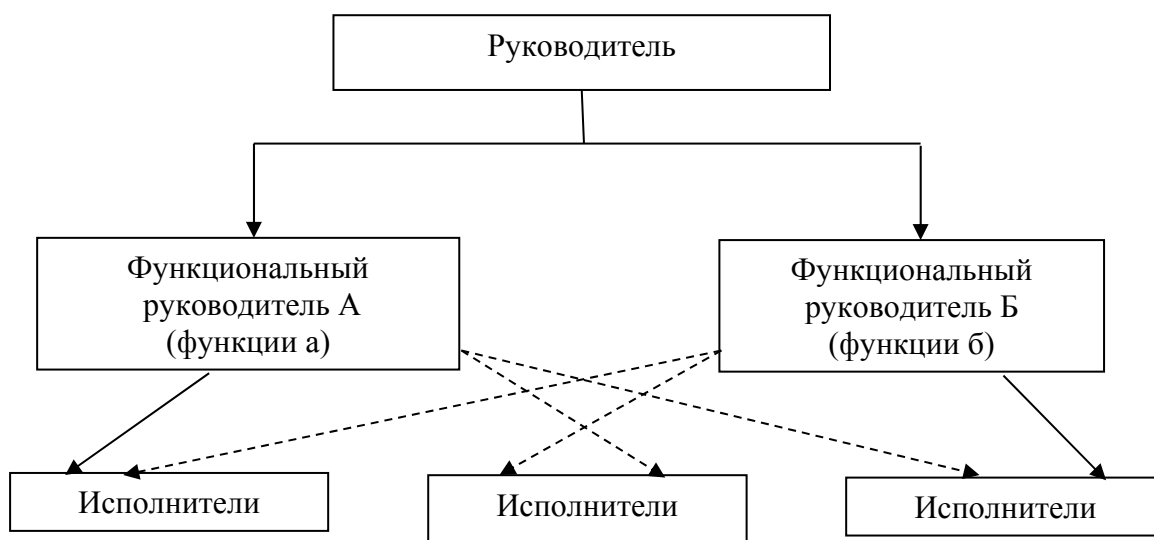 Руководитель
Функциональный
руководитель А
(функции а)
Функциональный
руководитель Б
(функции б)
Исполнители
Исполнители
Исполнители